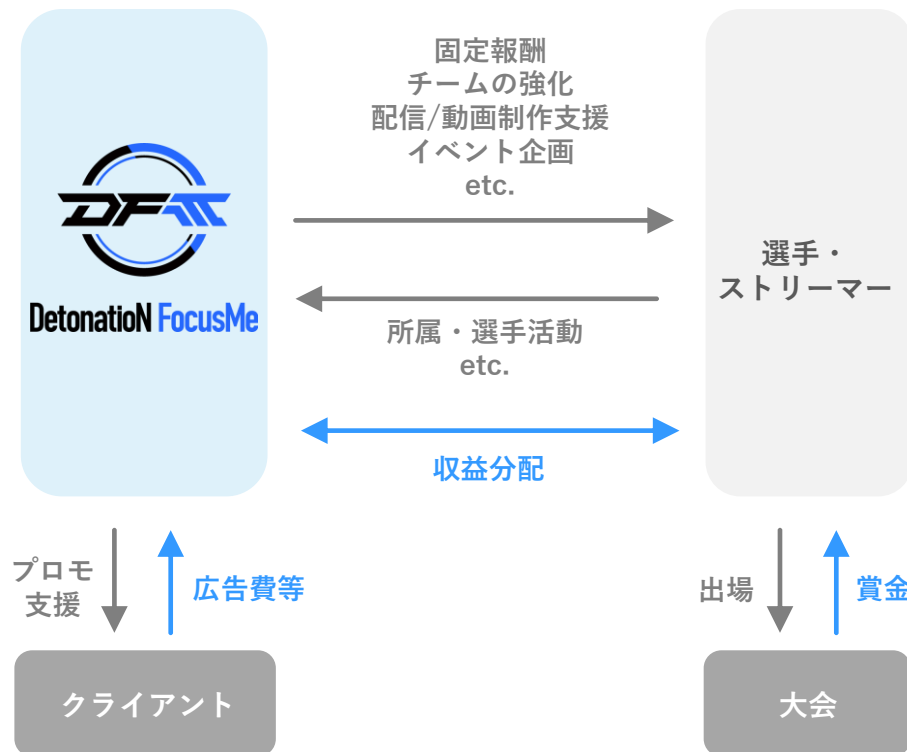 固定報酬
チームの強化
配信/動画制作支援
イベント企画
etc.
DFM
DetonatioN FocusMe
選手・
ストリーマー
所属・選手活動
etc.
収益分配
プロモ
支援
広告費等
出場
賞金
クライアント
大会